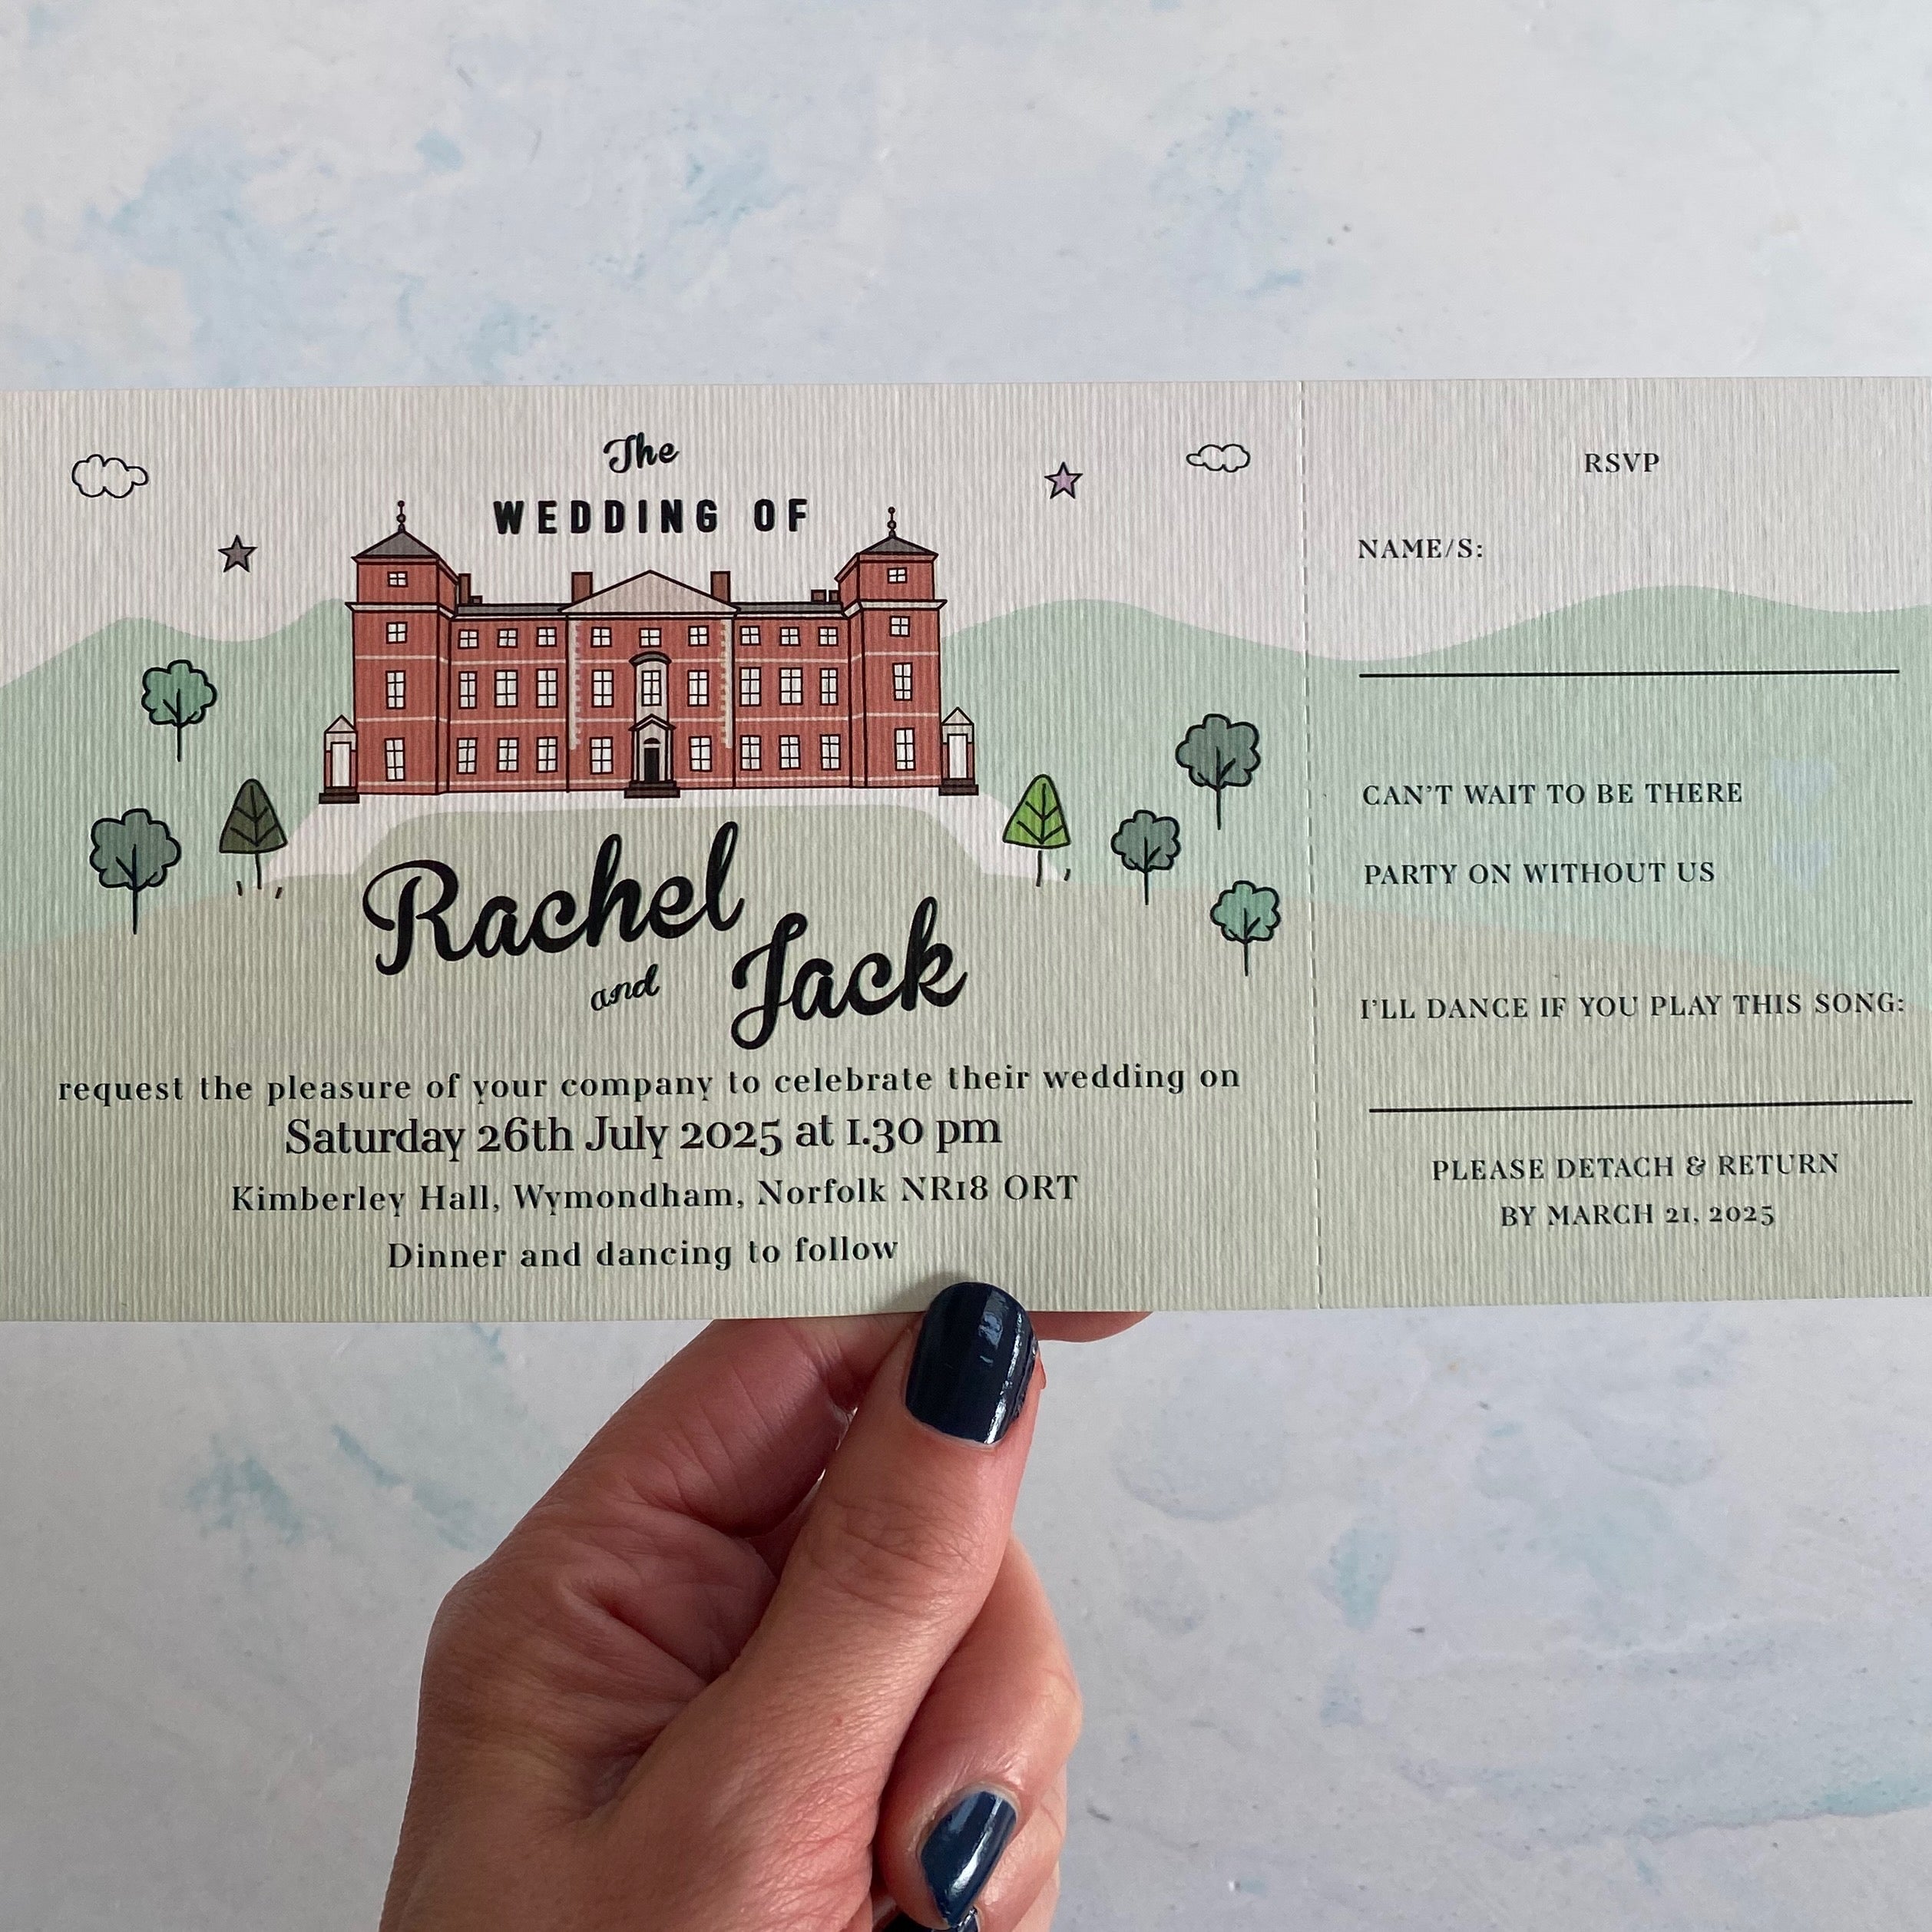 The
WEDDING OF
Rachel
and
Jack
request the pleasure of your company to celebrate their wedding on
Saturday 26th July 2025 at 1.30 pm
Kimberley Hall, Wymondham, Norfolk NR18 ORT
Dinner and dancing to follow
RSVP
NAME/S:
CAN'T WAIT TO BE THERE
PARTY ON WITHOUT US
I'LL DANCE IF YOU PLAY THIS SONG:
PLEASE DETACH & RETURN
BY MARCH 21, 2025